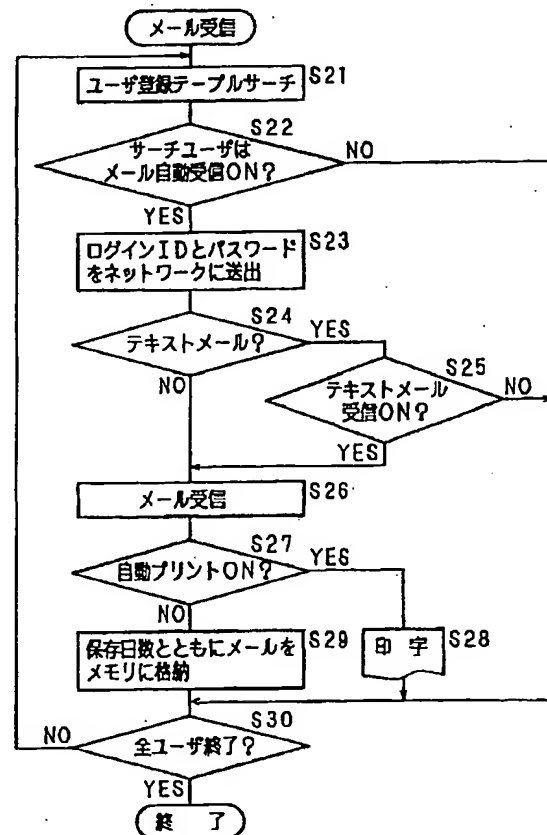 メール受信
ユーザ登録テーブルサーチ
S21
S22
サーチユーザは
メール自動受信ON?
NO
YES
ログインIDとパスワード
をネットワークに送出
S23
S24
テキストメール?
YES
NO
S25
テキストメール
受信ON?
NO
YES
メール受信
S26
S27
自動プリントON?
YES
NO
保存日数とともにメールを
メモリに格納
S29
印 字
S28
S30
NO
全ユーザ終了?
YES
終 了